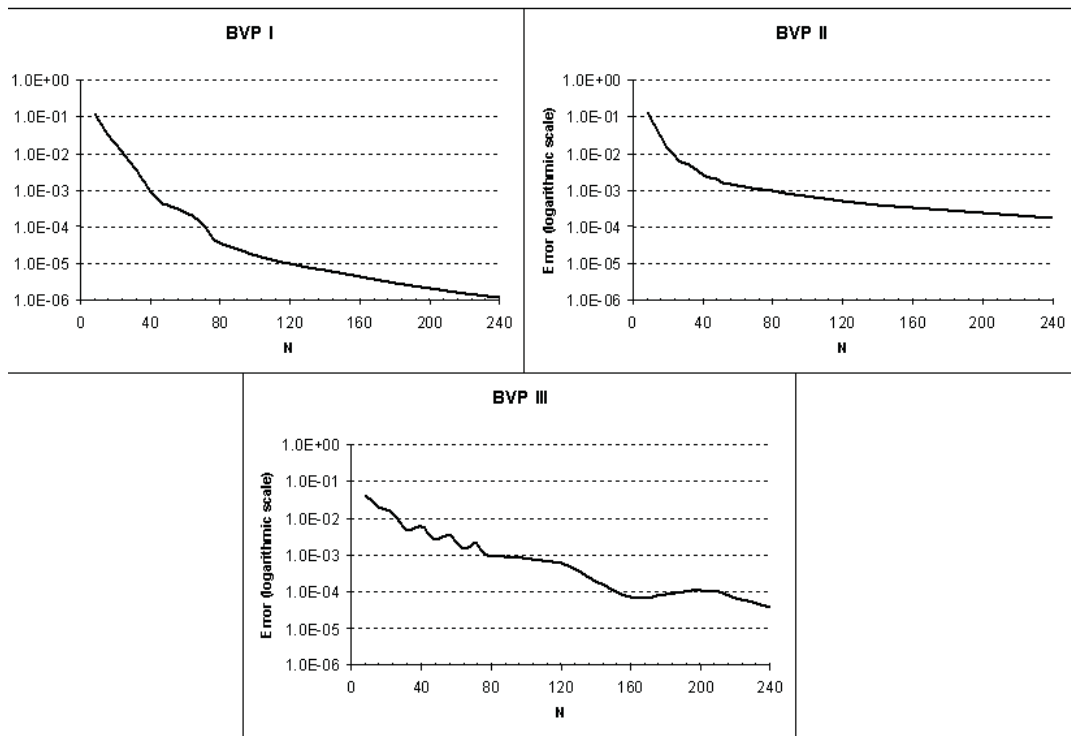 BVP I
1.0E+00
1.0E-01
1.0E-02
1.0E-03
1.0E-04
1.0E-05
1.0E-06
0 40 80 120 160 200 240
N
BVP II
Error (logarithmic scale)
1.0E+00
1.0E-01
1.0E-02
1.0E-03
1.0E-04
1.0E-05
1.0E-06
0 40 80 120 160 200 240
N
BVP III
Error (logarithmic scale)
1.0E+00
1.0E-01
1.0E-02
1.0E-03
1.0E-04
1.0E-05
1.0E-06
0 40 80 120 160 200 240
N